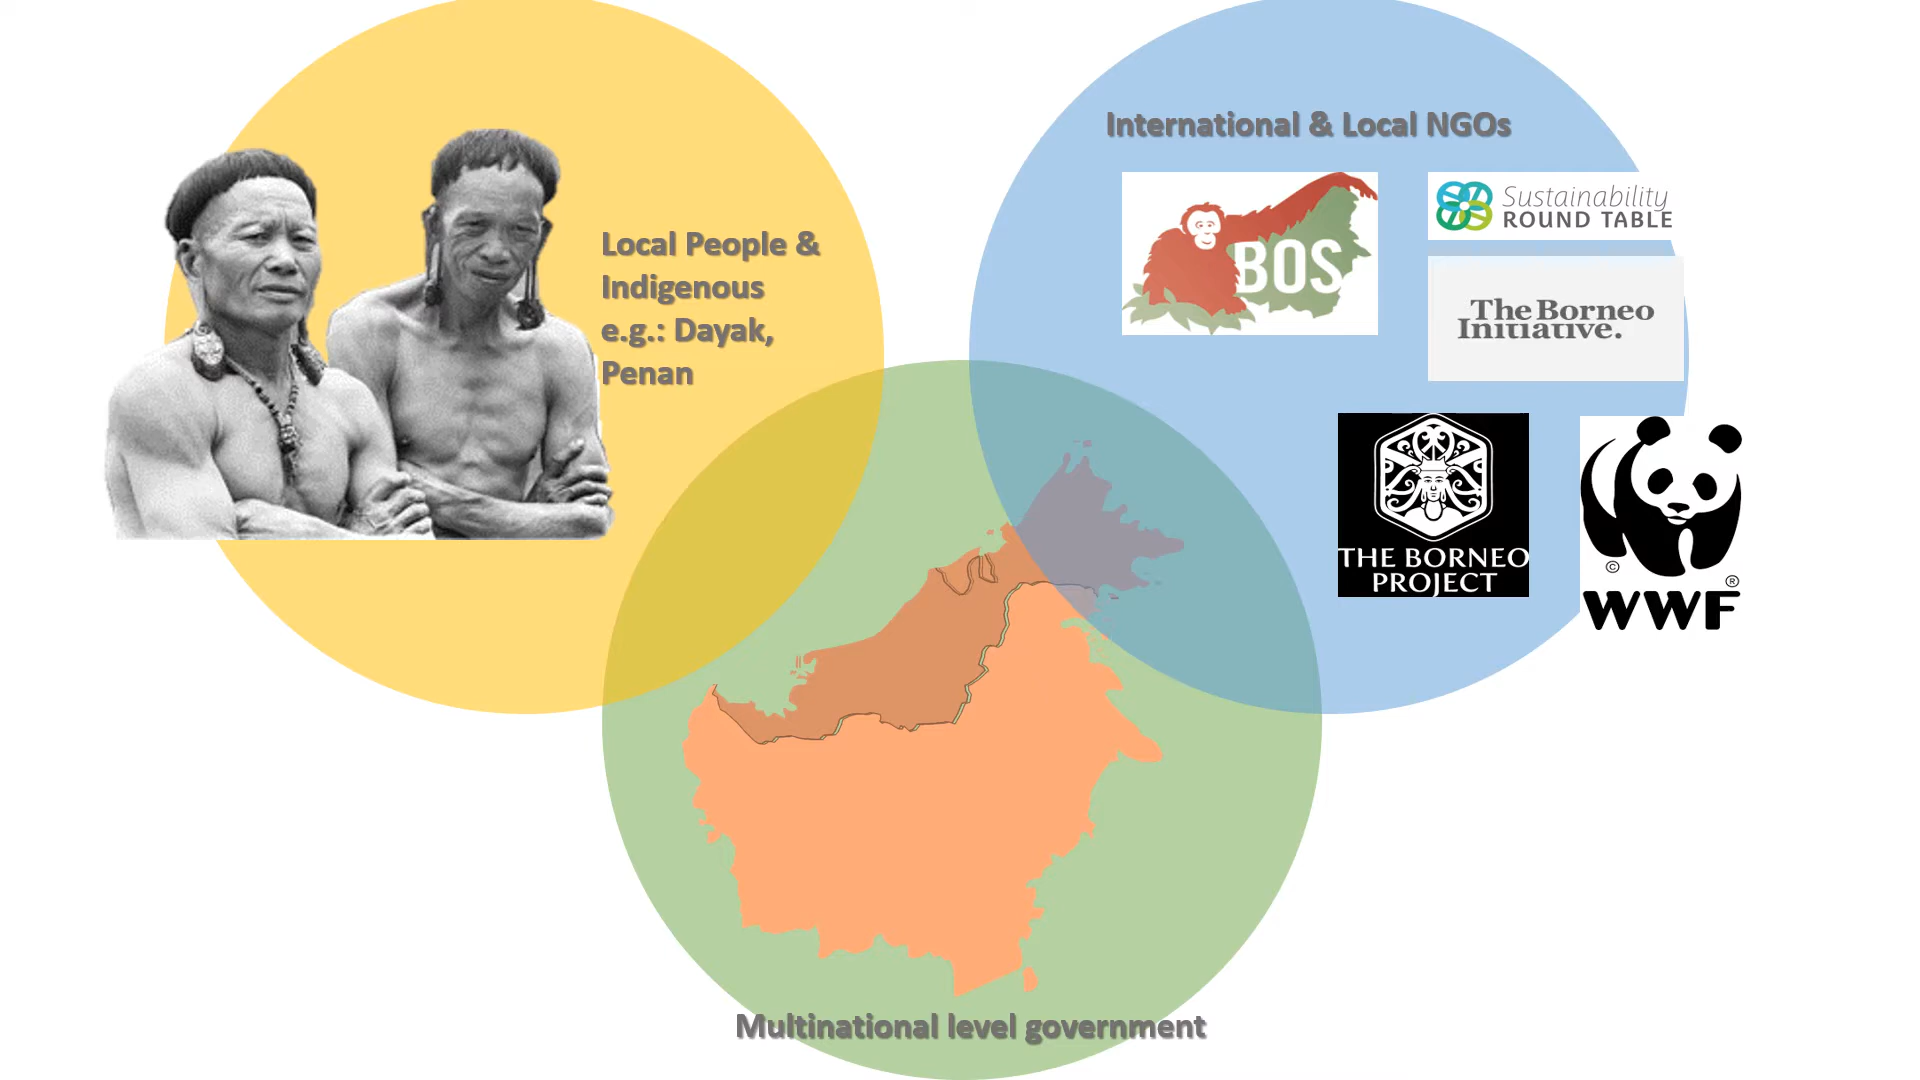 International & Local NGOs
BOS
Sustainability
ROUND TABLE
Local People &
Indigenous
e.g.: Dayak,
Penan
The Borneo
Initiative.
THE BORNEO
PROJECT
©
®
WWF
Multinational level government